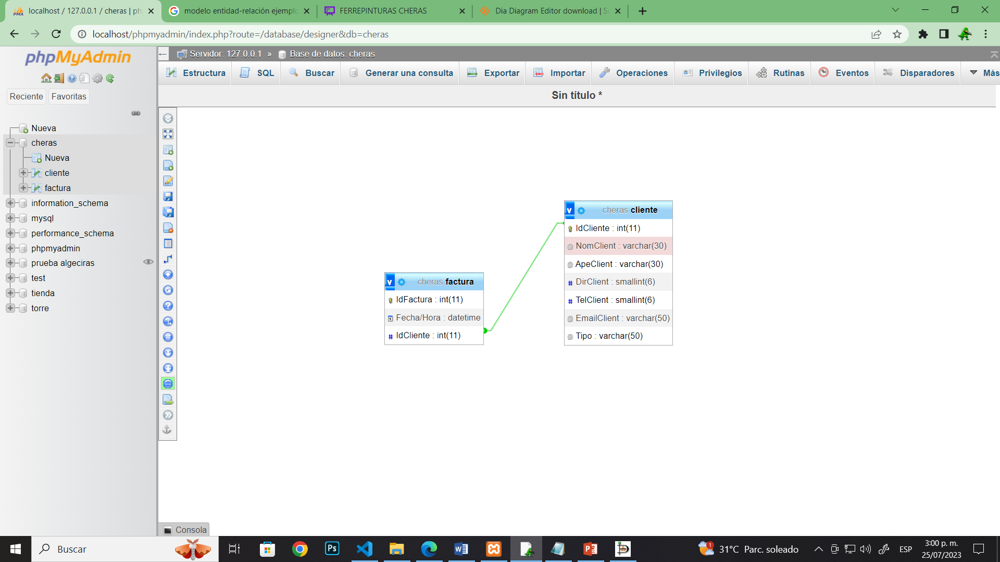 localhost / 127.0.0.1 / cheras | ph
modelo entidad-relación ejemplo
FERREPINTURAS CHERAS
Dia Diagram Editor download | So
localhost/phpmyadmin/index.php?route=/database/designer&db=cheras
phpMyAdmin
Reciente Favoritas
Nueva
cheras
Nueva
cliente
factura
information_schema
mysql
performance_schema
phpmyadmin
prueba algeciras
test
tienda
torre
Servidor: 127.0.0.1 » Base de datos: cheras
Estructura SQL Buscar Generar una consulta Exportar Importar Operaciones Privilegios Rutinas Eventos Disparadores Más
Sin título *
v cheras factura
IdFactura : int(11)
Fecha/Hora : datetime
# IdCliente : int(11)
v cheras cliente
IdCliente : int(11)
NomClient : varchar(30)
ApeClient : varchar(30)
# DirClient : smallint(6)
# TelClient : smallint(6)
EmailClient : varchar(50)
Tipo : varchar(50)
Consola
Buscar
Ps
1
31°C Parc. soleado
ESP
3:00 p. m.
25/07/2023